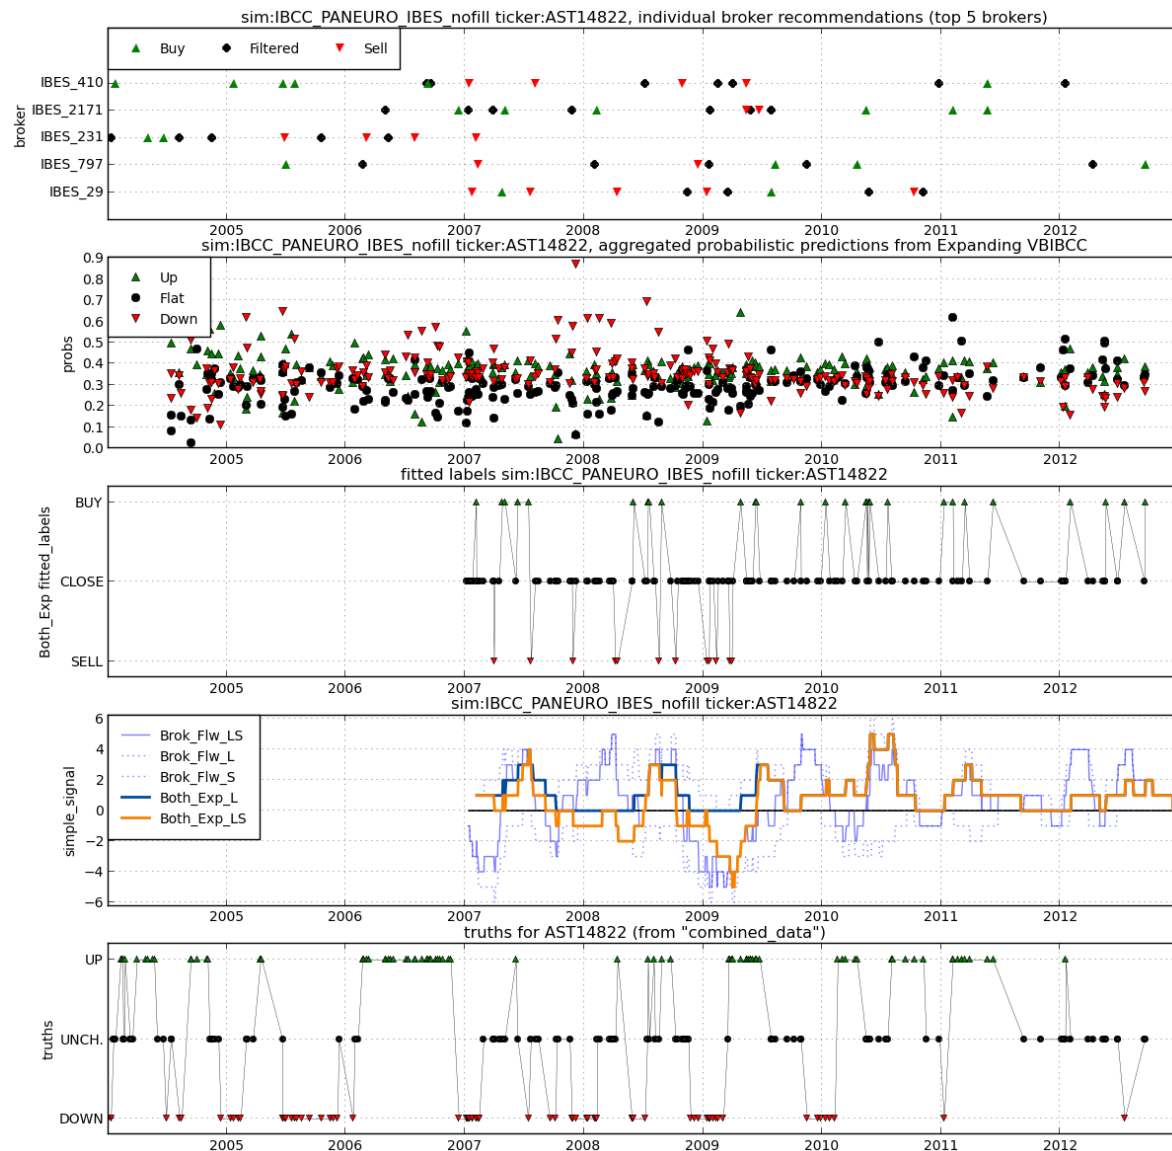 sim:IBCC_PANEURO_IBES_nofill ticker:AST14822, individual broker recommendations (top 5 brokers)
Buy Filtered Sell
broker
IBES_410
IBES_2171
IBES_231
IBES_797
IBES_29
2005 2006 2007 2008 2009 2010 2011 2012
sim:IBCC_PANEURO_IBES_nofill ticker:AST14822, aggregated probabilistic predictions from Expanding VBIBCC
Up
Flat
Down
probs
0.9
0.8
0.7
0.6
0.5
0.4
0.3
0.2
0.1
0.0
2005 2006 2007 2008 2009 2010 2011 2012
fitted labels sim:IBCC_PANEURO_IBES_nofill ticker:AST14822
Both_Exp fitted_labels
BUY
CLOSE
SELL
2005 2006 2007 2008 2009 2010 2011 2012
sim:IBCC_PANEURO_IBES_nofill ticker:AST14822
Brok_Flw_LS
Brok_Flw_L
Brok_Flw_S
Both_Exp_L
Both_Exp_LS
simple_signal
6
4
2
0
−2
−4
−6
2005 2006 2007 2008 2009 2010 2011 2012
truths for AST14822 (from "combined_data")
truths
UP
UNCH.
DOWN
2005 2006 2007 2008 2009 2010 2011 2012